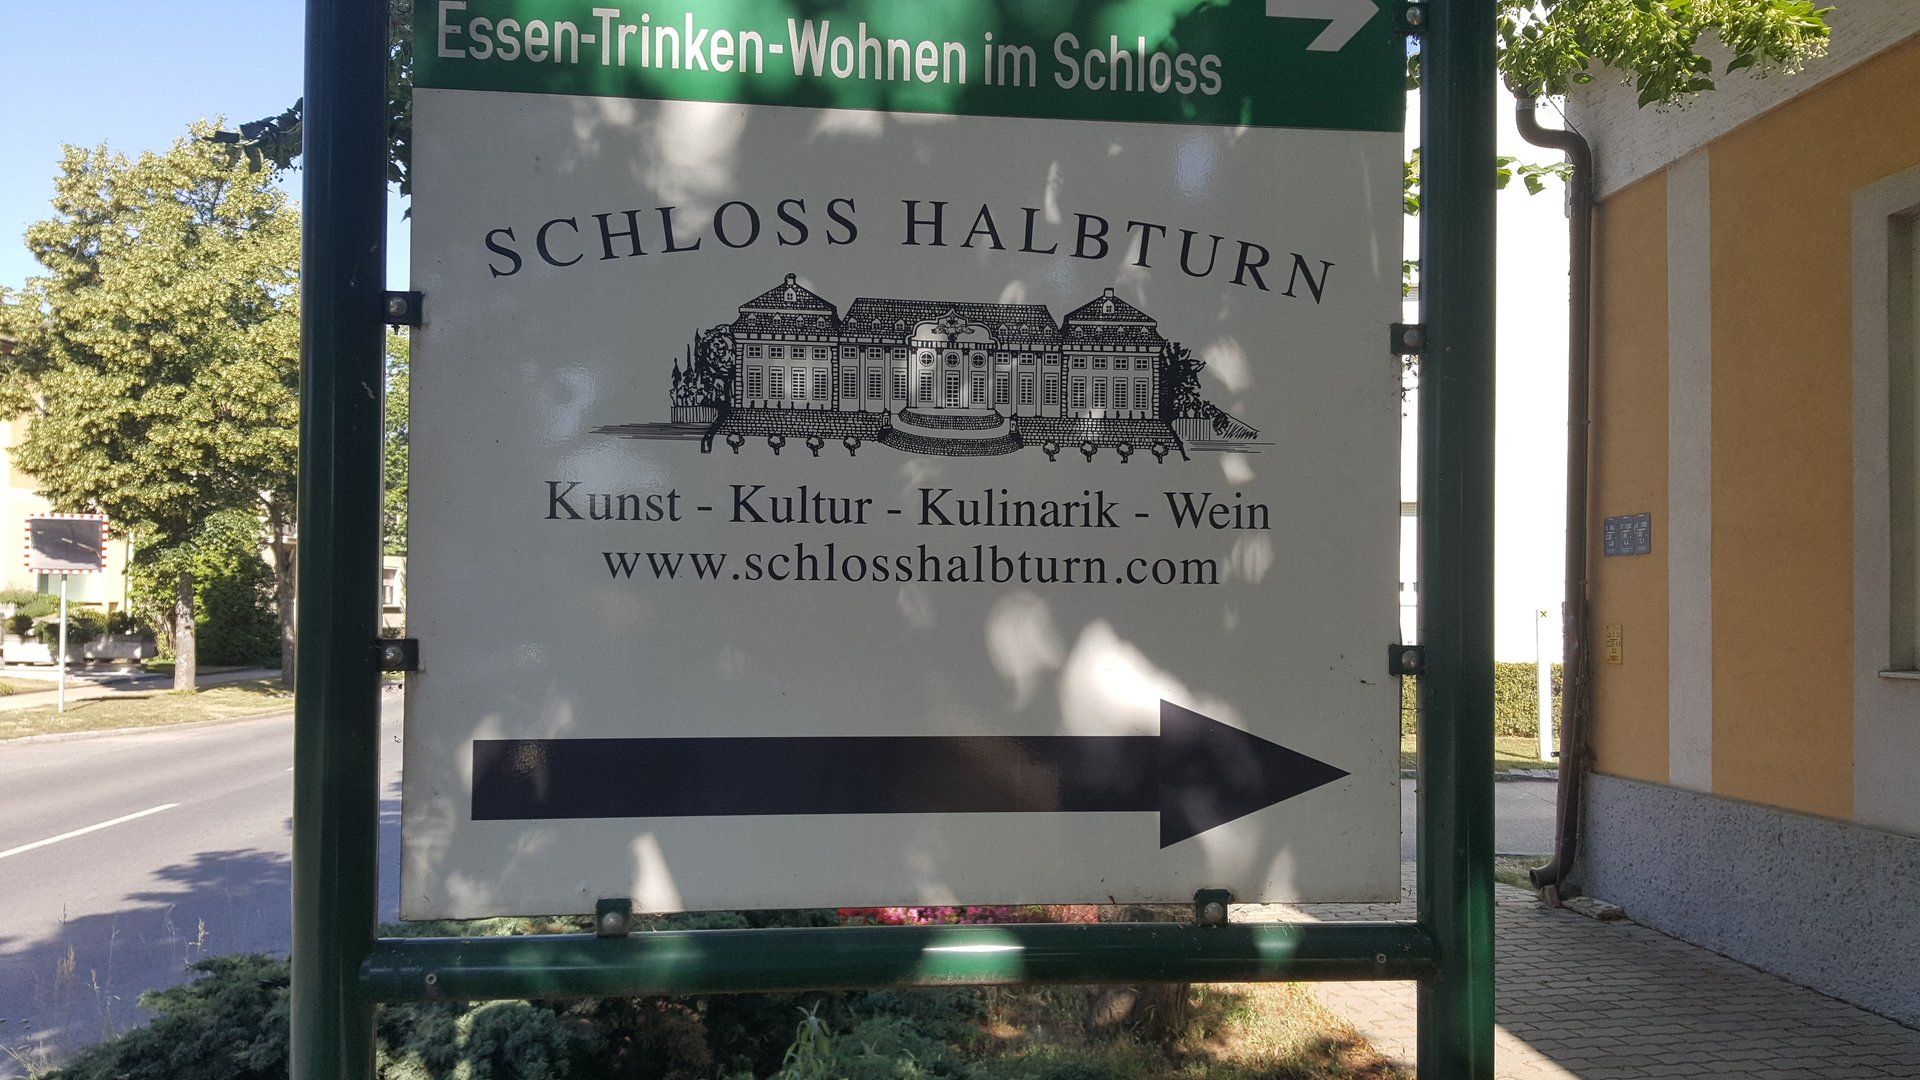 Essen-Trinken-Wohnen im Schloss
SCHLOSS HALBTURN
Kunst - Kultur - Kulinarik - Wein
www.schlosshalbturn.com